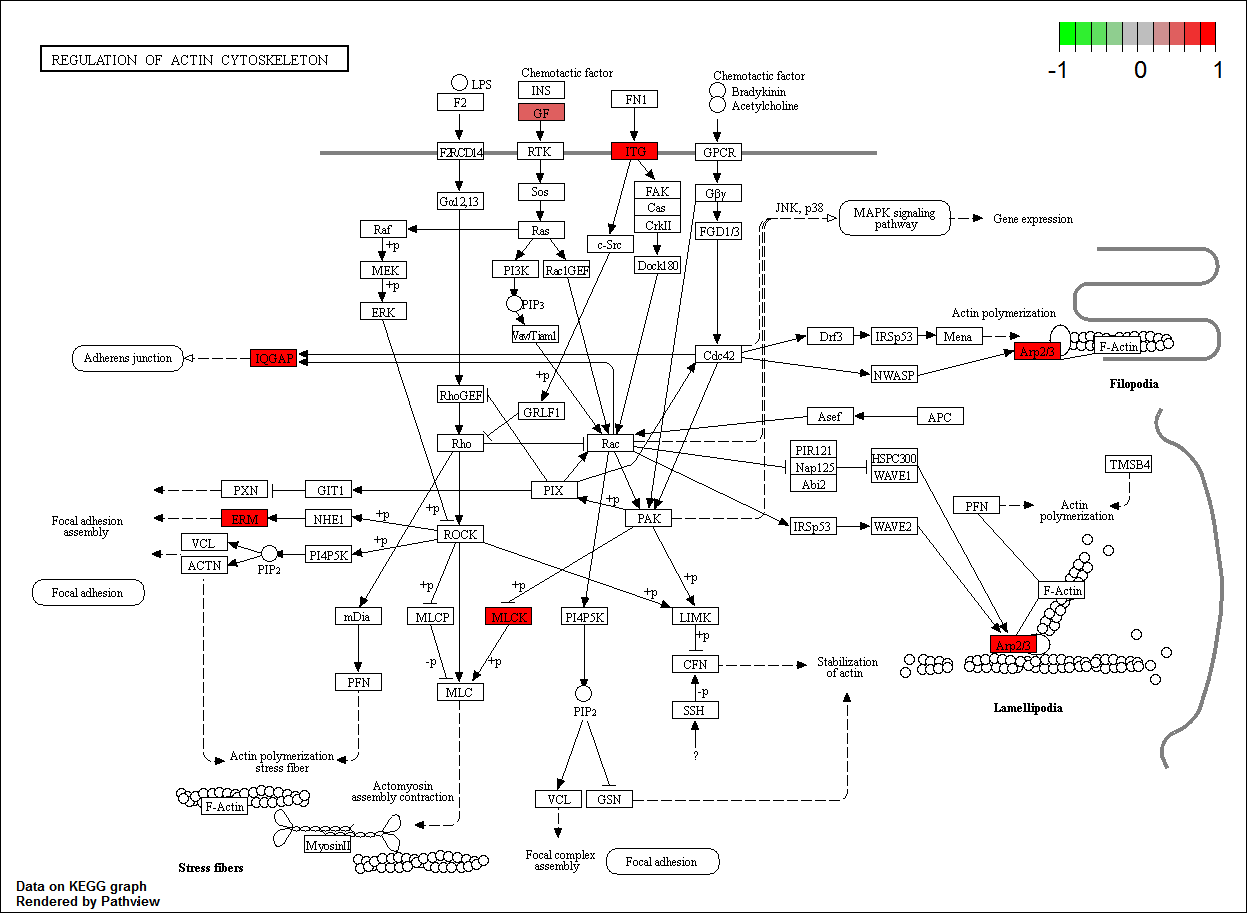 REGULATION OF ACTIN CYTOSKELETON
-1 0 1
Chemotactic factor
Chemotactic factor
LPS
INS
F2
GF
FN1
Bradykinin
Acetylcholine
F2R CD14
RTK
ITG
GPCR
Gα12,13
Sos
FAK
Cas
CrkII
Gβγ
JNK, p38
MAPK signaling
pathway
Gene expression
Raf
Ras
c-Src
FGD1/3
+p
MEK
PI3K
Rac1GEF
Dock180
+p
ERK
PIP3
Vav/Tiam1
Actin polymerization
Drf3
IRSp53
Mena
Arp2/3
F-Actin
Adherens junction
IQGAP
Cdc42
NWASP
Filopodia
+p
RhoGEF
GRLF1
Asef
APC
Rho
Rac
PIR121
Nap125
Abi2
HSPC300
WAVE1
TMSB4
PXN
GIT1
PIX
+p
PFN
Actin
polymerization
Focal adhesion
assembly
ERM
NHE1
+p
+p
PAK
IRSp53
WAVE2
ROCK
VCL
ACTN
PIP2
PI4P5K
+p
Focal adhesion
+p
+p
+p
+p
F-Actin
mDia
MLCP
MLCK
PI4P5K
LIMK
+p
Arp2/3
-p
+p
CFN
Stabilization
of actin
PFN
MLC
-p
SSH
PIP2
Lamellipodia
?
Actin polymerization
stress fiber
Actomyosin
assembly contraction
F-Actin
VCL
GSN
MyosinII
Stress fibers
Focal complex
assembly
Focal adhesion
Data on KEGG graph
Rendered by Pathview